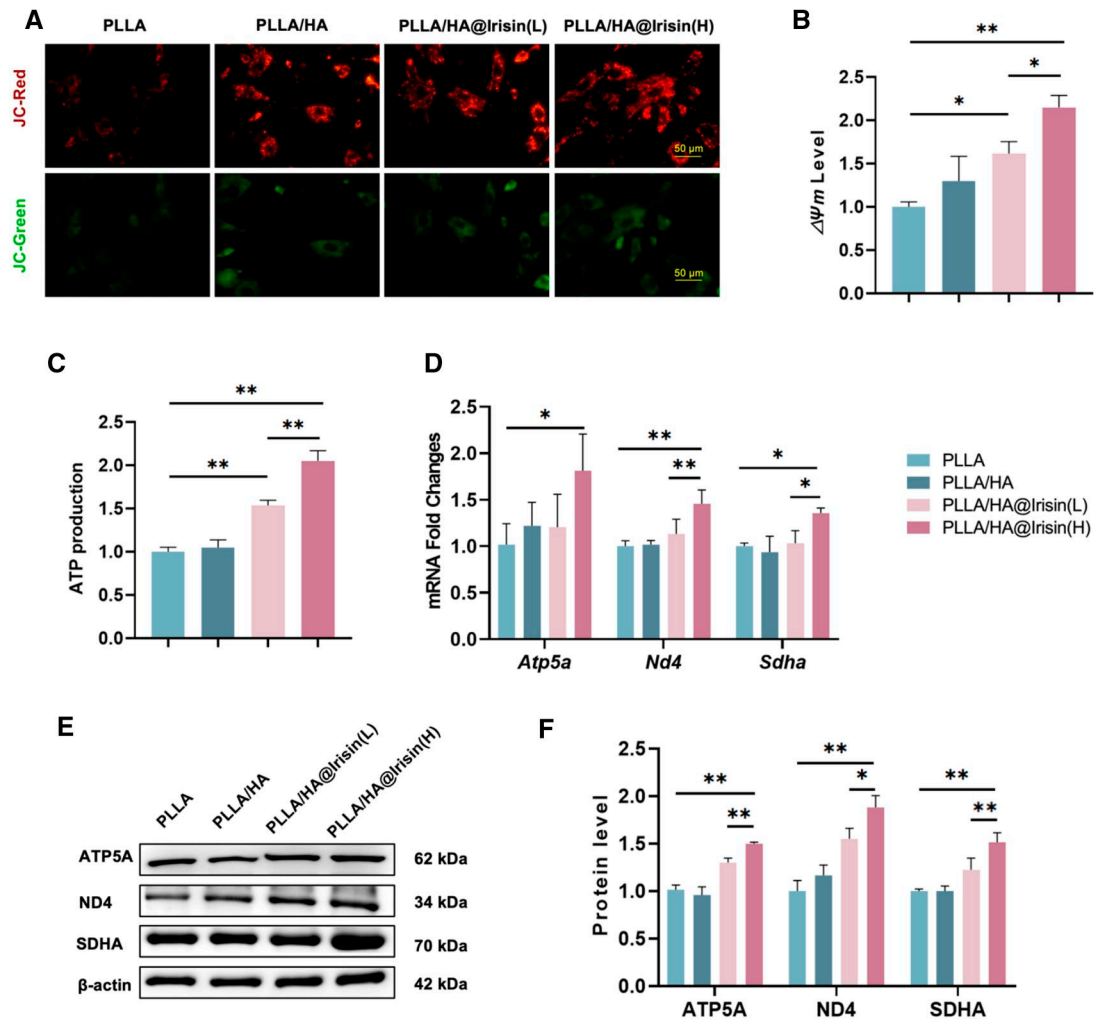 A
PLLA PLLA/HA PLLA/HA@Irisin(L) PLLA/HA@Irisin(H)
JC-Red
50 µm
JC-Green
50 µm
B
** 
*
*
ΔΨm Level
2.5
2.0
1.5
1.0
0.5
0.0
C
**
**
**
ATP production
2.5
2.0
1.5
1.0
0.5
0.0
D
*
**
**
*
*
mRNA Fold Changes
2.5
2.0
1.5
1.0
0.5
0.0
Atp5a Nd4 Sdha
PLLA
PLLA/HA
PLLA/HA@Irisin(L)
PLLA/HA@Irisin(H)
E
PLLA PLLA/HA PLLA/HA@Irisin(L) PLLA/HA@Irisin(H)
ATP5A 62 kDa
ND4 34 kDa
SDHA 70 kDa
β-actin 42 kDa
F
**
**
**
*
**
**
Protein level
2.5
2.0
1.5
1.0
0.5
0.0
ATP5A ND4 SDHA